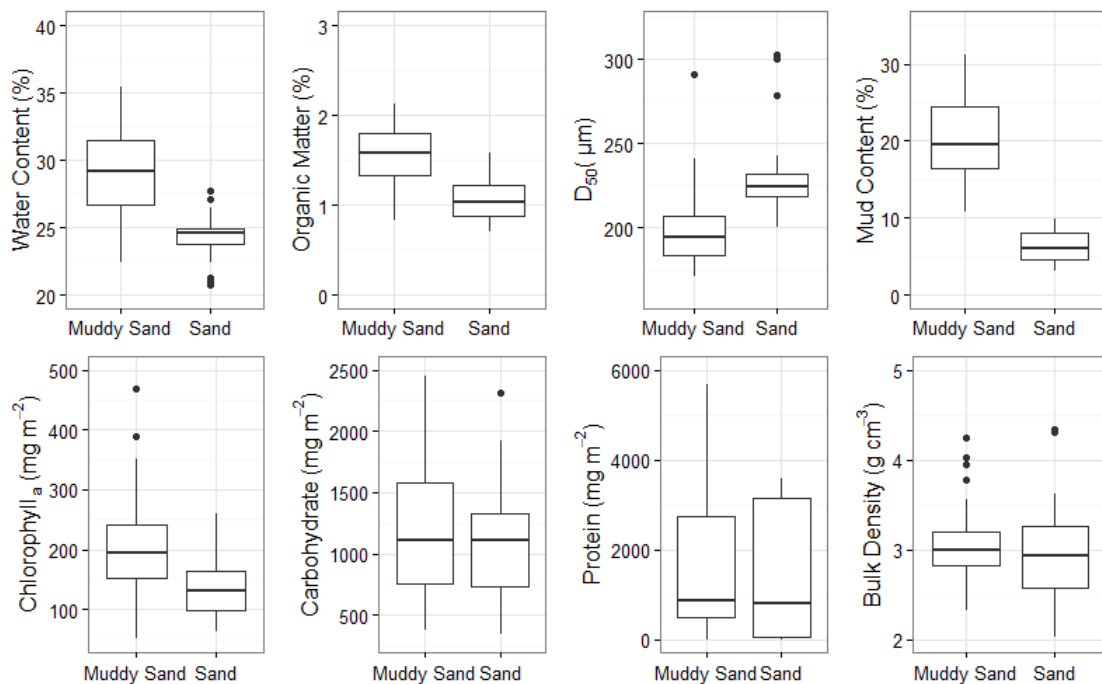 Water Content (%)
40
35
30
25
20
Muddy Sand
Sand
Organic Matter (%)
3
2
1
0
Muddy Sand
Sand
D50( µm)
300
250
200
Muddy Sand
Sand
Mud Content (%)
30
20
10
0
Muddy Sand
Sand
Chlorophyll a (mg m−2)
500
400
300
200
100
Muddy Sand
Sand
Carbohydrate (mg m−2)
2500
2000
1500
1000
500
Muddy Sand
Sand
Protein (mg m−2)
6000
4000
2000
0
Muddy Sand
Sand
Bulk Density (g cm−3)
5
4
3
2
Muddy Sand
Sand